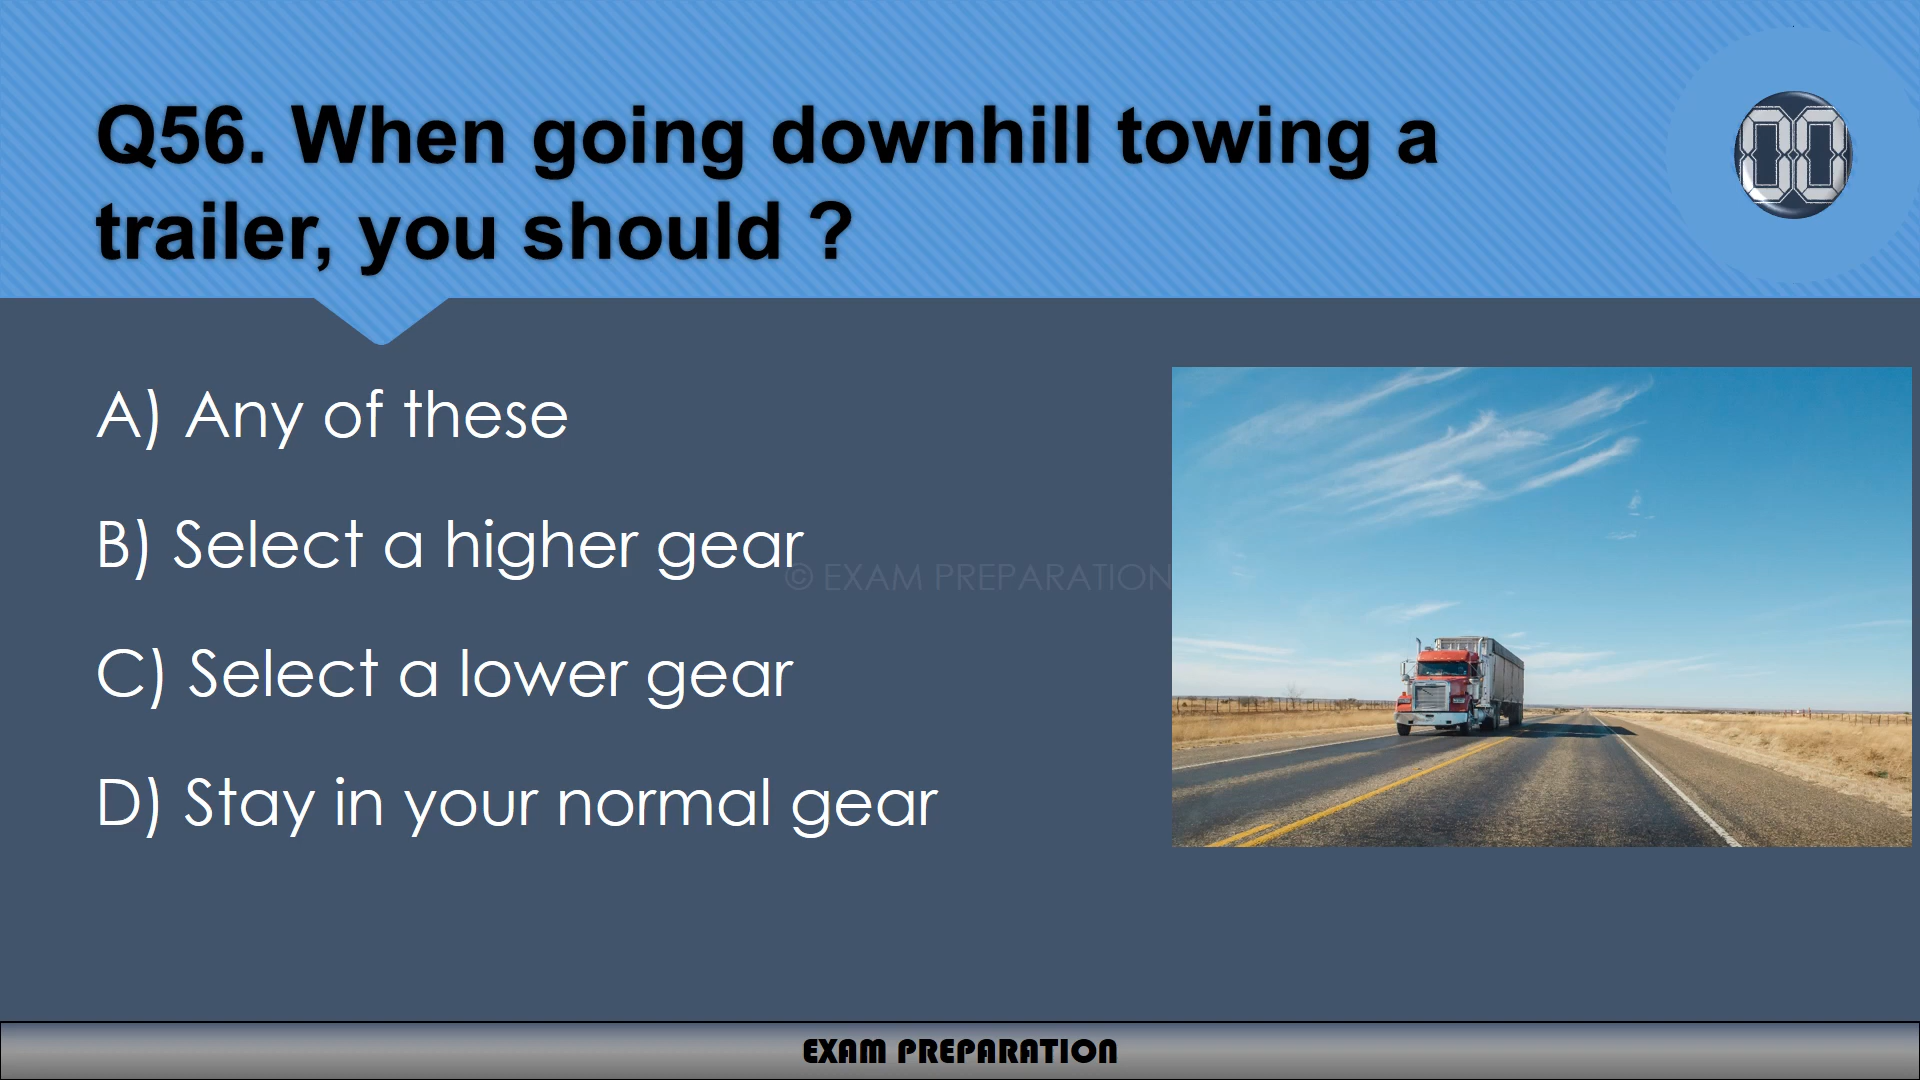 Q56. When going downhill towing a
trailer, you should ?
00
A) Any of these
B) Select a higher gear
© EXAM PREPARATION
C) Select a lower gear
D) Stay in your normal gear
EXAM PREPARATION